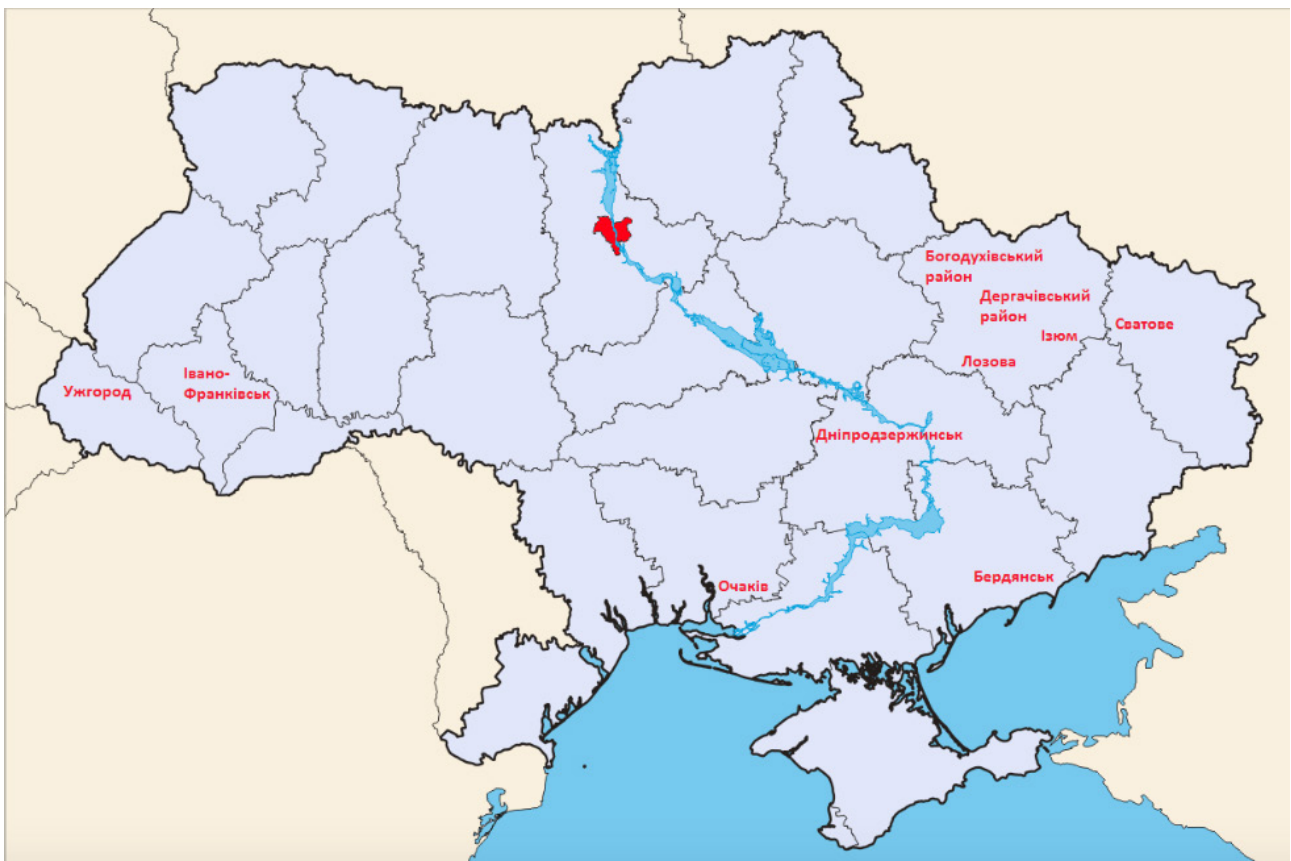 Богодухівський
район
Дергачівський
район
Ізюм
Сватове
Лозова
Ужгород
Івано-
Франківськ
Дніпродзержинськ
Очаків
Бердянськ